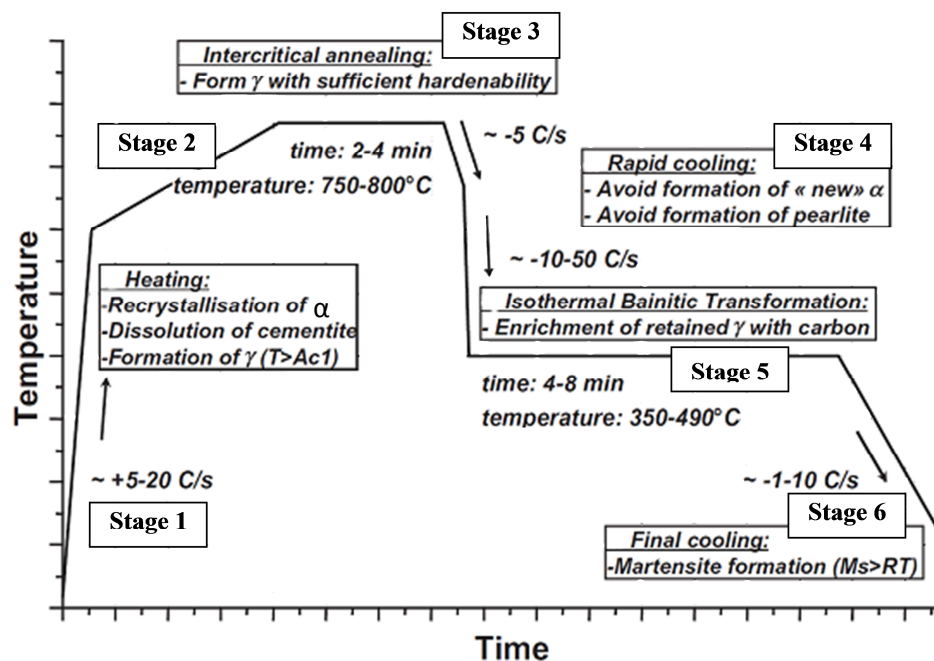 Stage 3
Intercritical annealing:
- Form γ with sufficient hardenability
Stage 2
time: 2-4 min
temperature: 750-800°C
~ -5 C/s
Stage 4
Rapid cooling:
- Avoid formation of « new» α
- Avoid formation of pearlite
~ -10-50 C/s
Heating:
-Recrystallisation of α
-Dissolution of cementite
-Formation of γ (T>Ac1)
Isothermal Bainitic Transformation:
- Enrichment of retained γ with carbon
Stage 5
time: 4-8 min
temperature: 350-490°C
~ +5-20 C/s
Stage 1
~ -1-10 C/s
Stage 6
Final cooling:
-Martensite formation (Ms>RT)
Temperature
Time